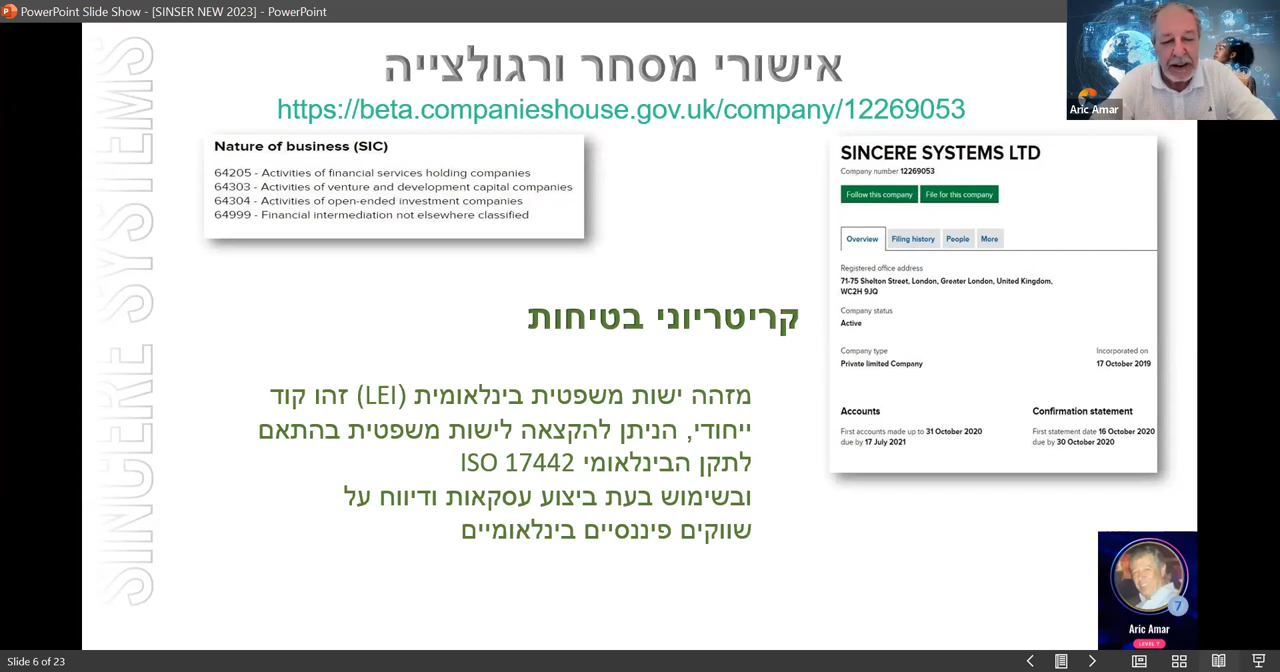 PowerPoint Slide Show - [SINSER NEW 2023] - PowerPoint
SINCERE SYSTEMS
אישורי מסחר ורגולצייה
https://beta.companieshouse.gov.uk/company/12269053
Aric Amar
Nature of business (SIC)
64205 - Activities of financial services holding companies
64303 - Activities of venture and development capital companies
64304 - Activities of open-ended investment companies
64999 - Financial intermediation not elsewhere classified
SINCERE SYSTEMS LTD
Company number 12269053
Follow this company File for this company
Overview Filing history People More
Registered office address
71-75 Shelton Street, London, Greater London, United Kingdom,
WC2H 9JQ
Company status
Active
Company type Incorporated on
Private limited Company 17 October 2019
Accounts Confirmation statement
First accounts made up to 31 October 2020 First statement date 16 October 2020
due by 17 July 2021 due by 30 October 2020
קריטריוני בטיחות
מזהה ישות משפטית בינלאומית (LEI) זהו קוד
ייחודי, הניתן להקצאה לישות משפטית בהתאם
לתקן הבינלאומי ISO 17442
ובשימוש בעת ביצוע עסקאות ודיווח על
שווקים פיננסיים בינלאומיים
7
Aric Amar
LEVEL 7
Slide 6 of 23